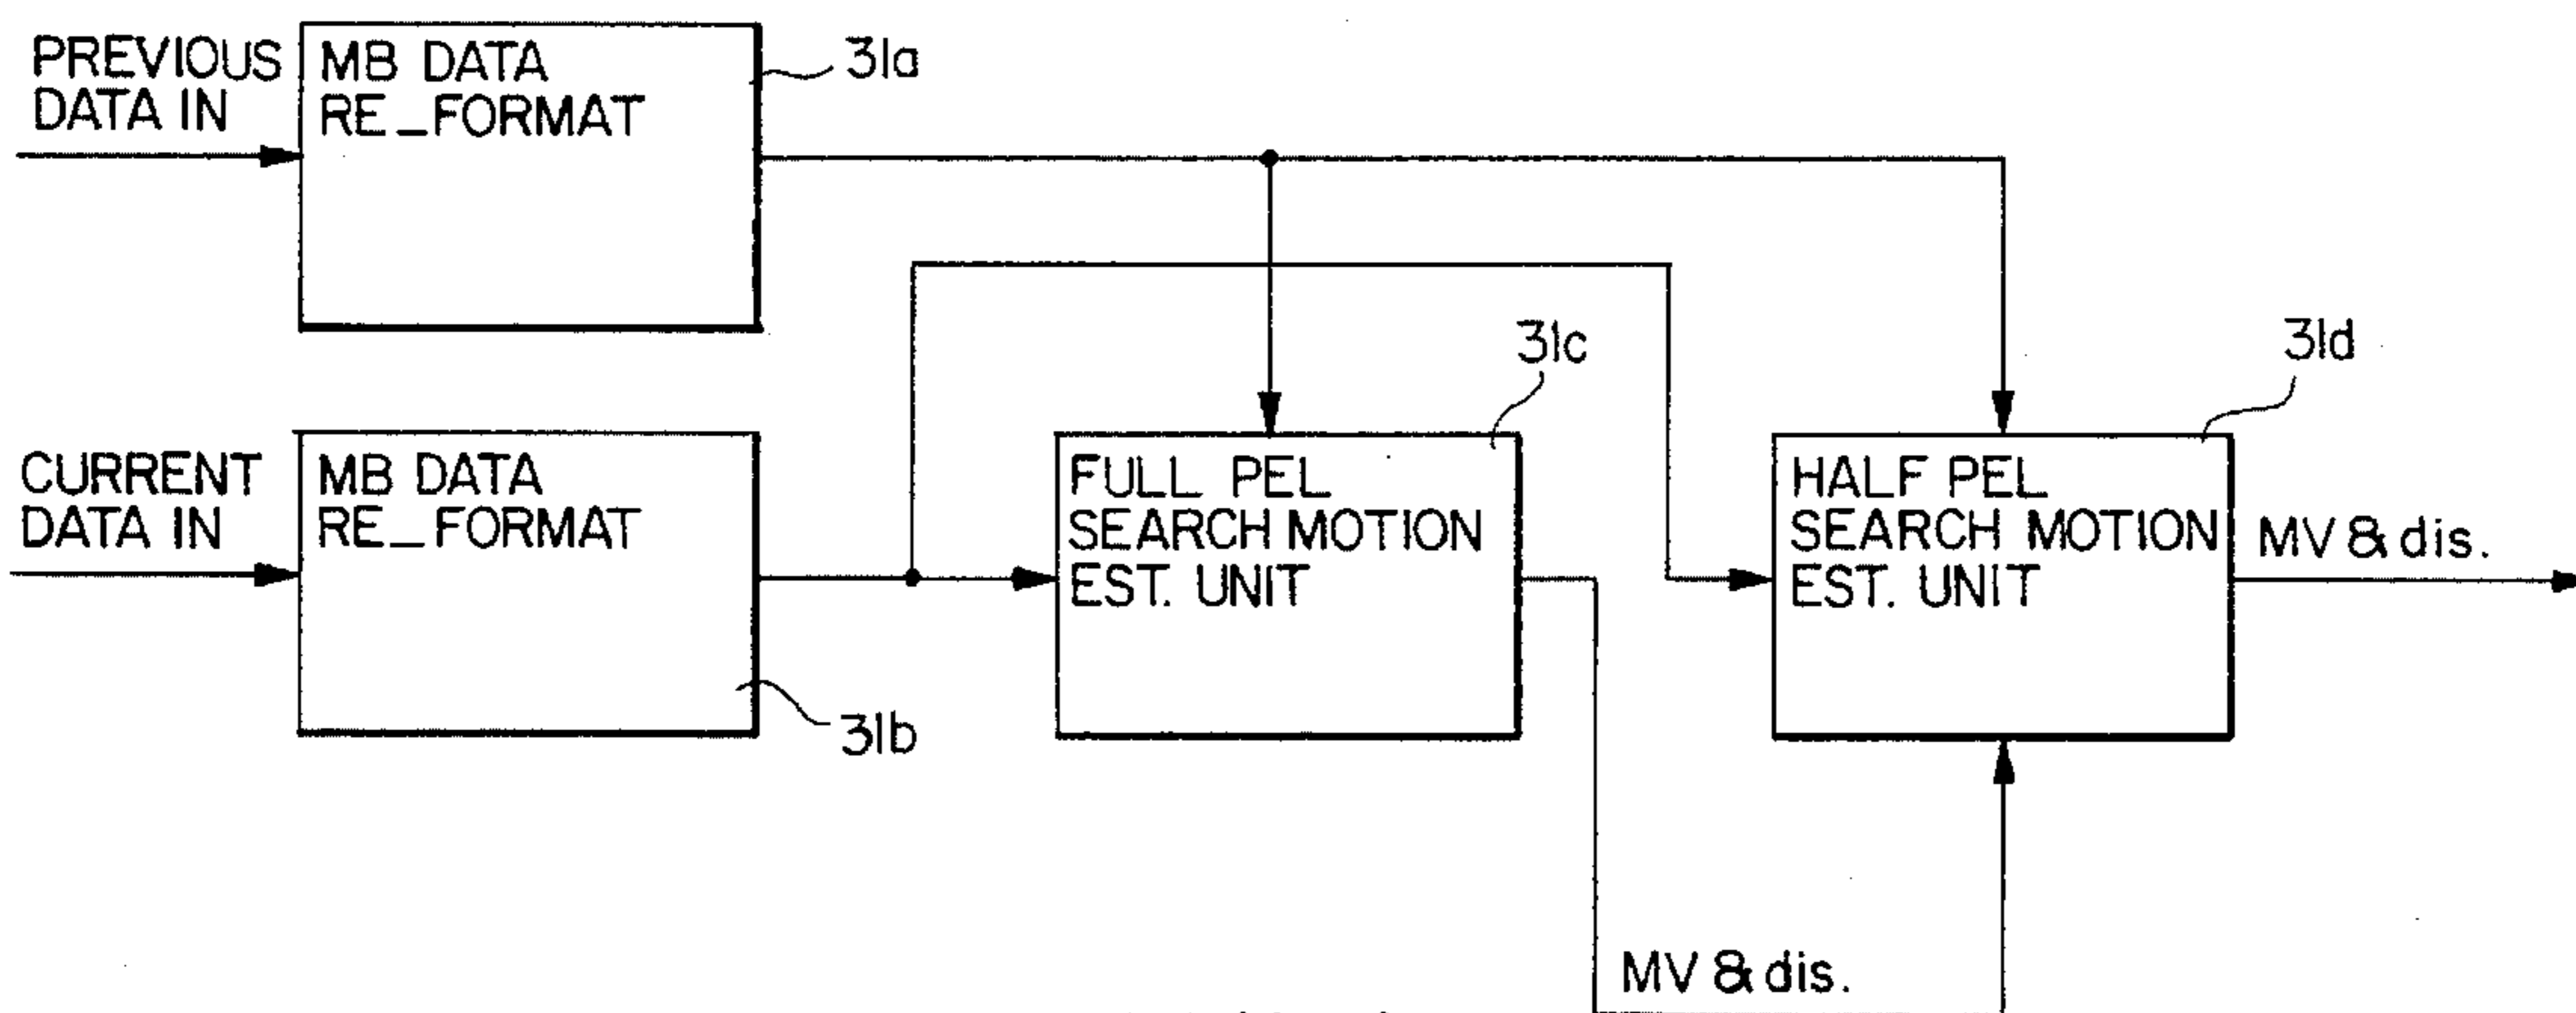 PREVIOUS
DATA IN
MB DATA
RE_FORMAT
31a
CURRENT
DATA IN
MB DATA
RE_FORMAT
31b
FULL PEL
SEARCH MOTION
EST. UNIT
31c
HALF PEL
SEARCH MOTION
EST. UNIT
31d
MV & dis.
MV & dis.